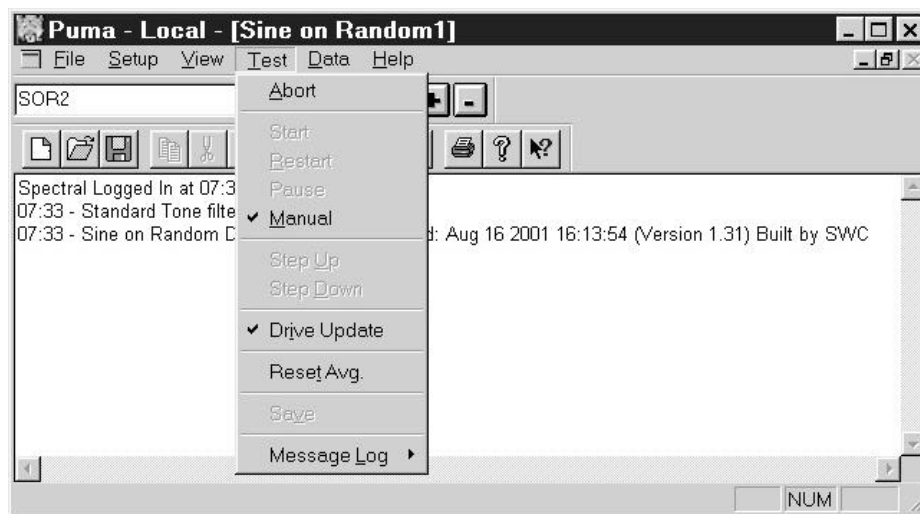 Puma - Local - [Sine on Random1]
File Setup View Test Data Help
SOR2
Abort
Start
Restart
Pause
Manual
Step Up
Step Down
Drive Update
Reset Avg.
Save
Message Log
Spectral Logged In at 07:3
07:33 - Standard Tone filte
07:33 - Sine on Random D
d: Aug 16 2001 16:13:54 (Version 1.31) Built by SWC
NUM